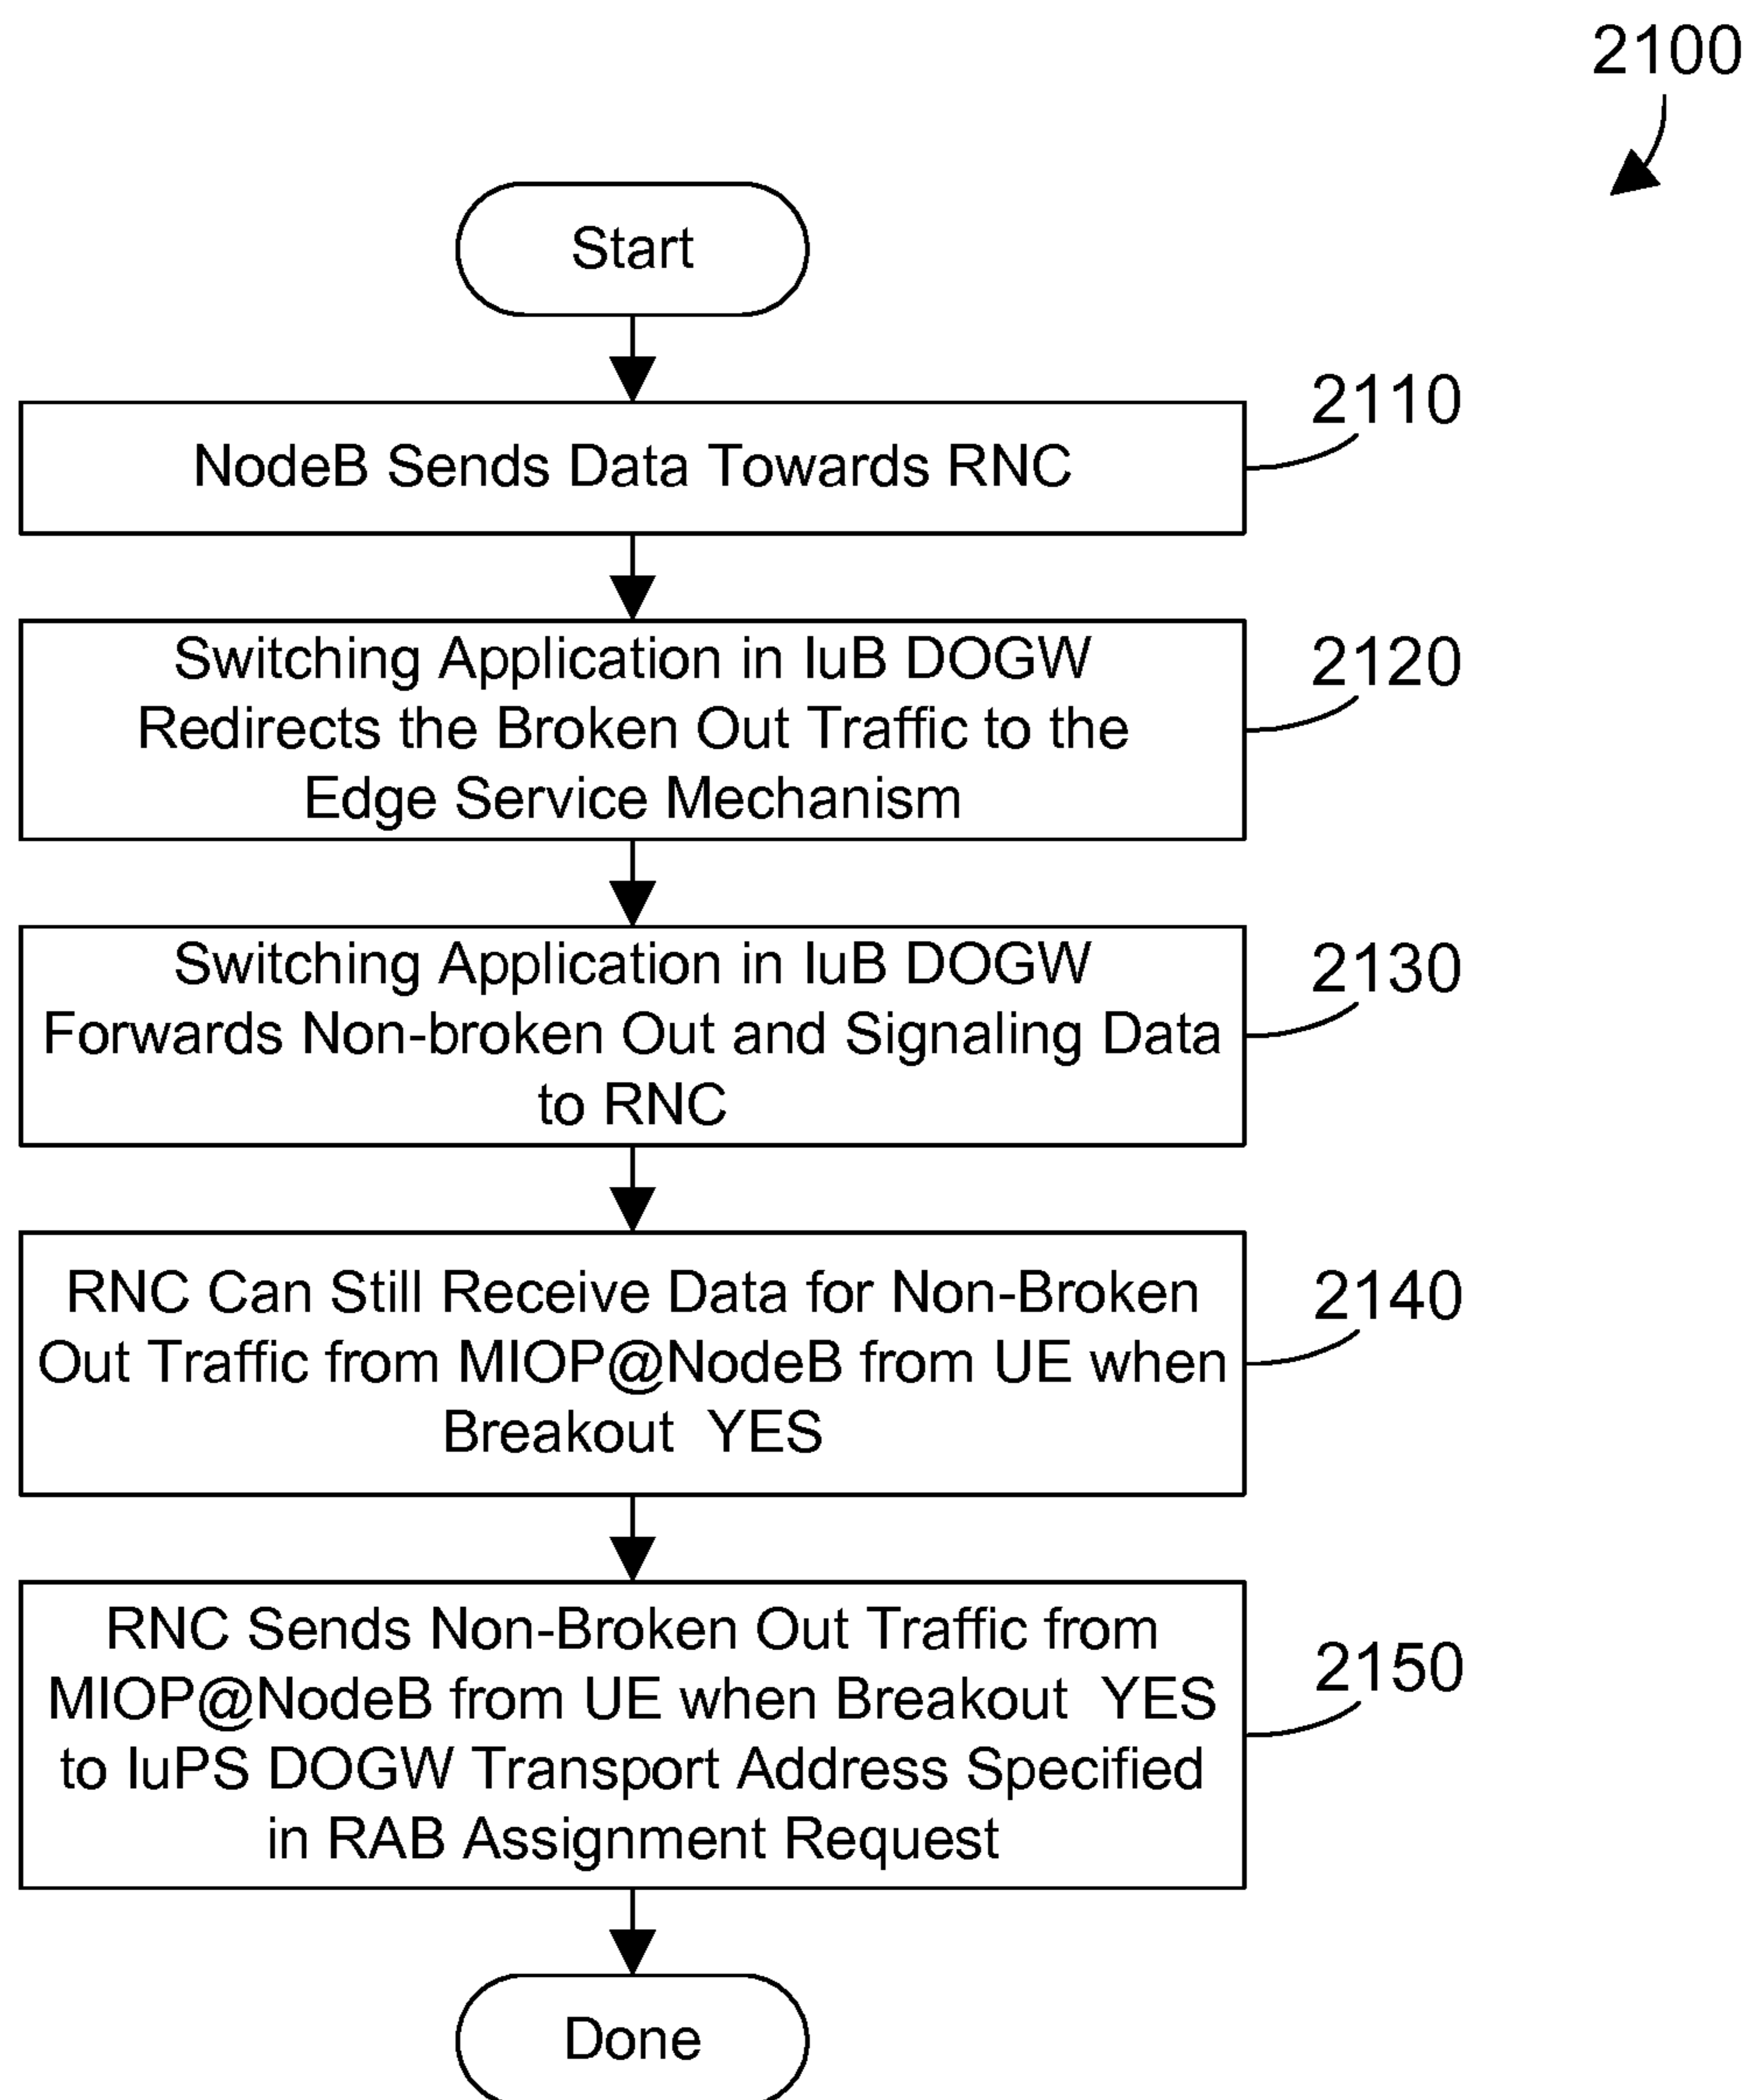 2100
Start
2110
NodeB Sends Data Towards RNC
2120
Switching Application in IuB DOGW
Redirects the Broken Out Traffic to the
Edge Service Mechanism
2130
Switching Application in IuB DOGW
Forwards Non-broken Out and Signaling Data
to RNC
2140
RNC Can Still Receive Data for Non-Broken
Out Traffic from MIOP@NodeB from UE when
Breakout YES
2150
RNC Sends Non-Broken Out Traffic from
MIOP@NodeB from UE when Breakout YES
to IuPS DOGW Transport Address Specified
in RAB Assignment Request
Done